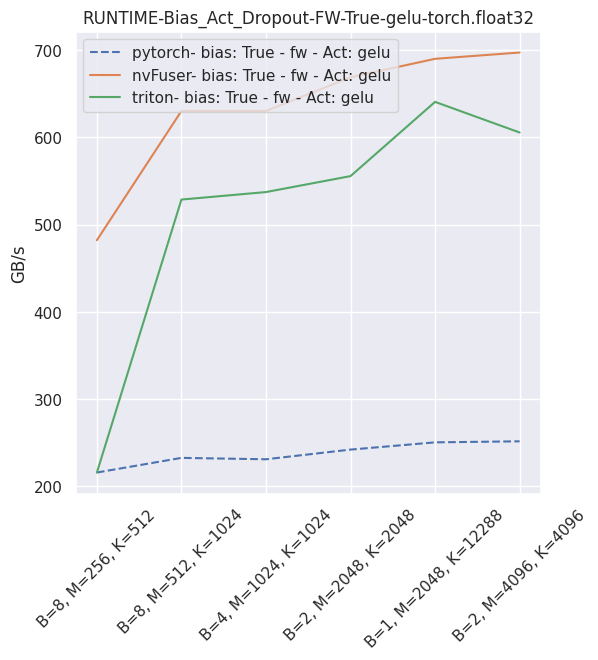 RUNTIME-Bias_Act_Dropout-FW-True-gelu-torch.float32
pytorch- bias: True - fw - Act: gelu
nvFuser- bias: True - fw - Act: gelu
triton- bias: True - fw - Act: gelu
GB/s
700
600
500
400
300
200
B=8, M=256, K=512
B=8, M=512, K=1024
B=4, M=1024, K=1024
B=2, M=2048, K=2048
B=1, M=2048, K=12288
B=2, M=4096, K=4096